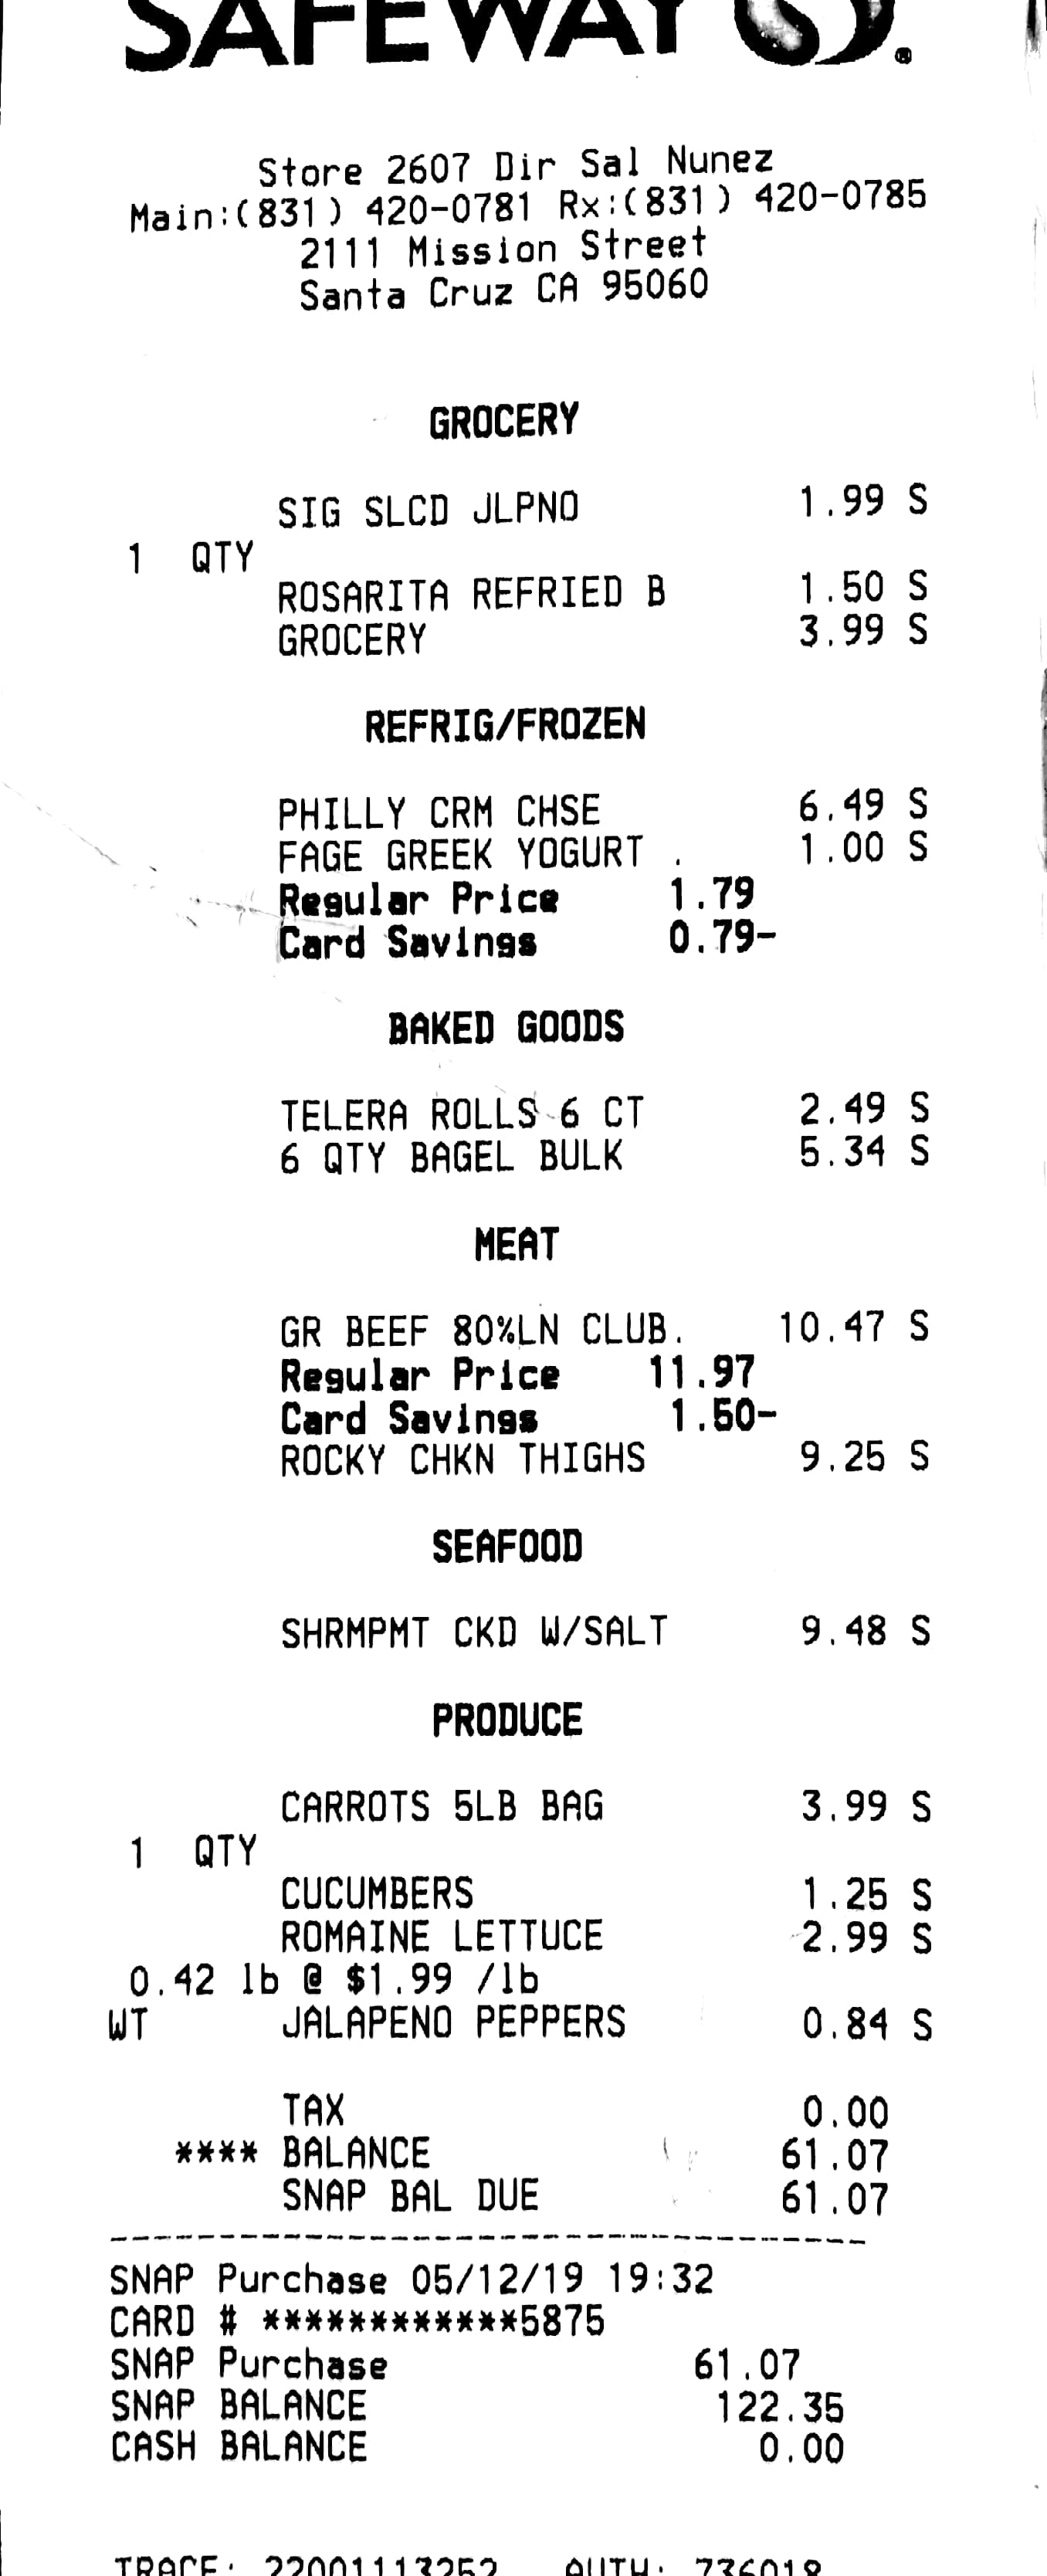 SAFEWAY
Store 2607 Dir Sal Nunez
Main:(831) 420-0781 Rx:(831) 420-0785
2111 Mission Street
Santa Cruz CA 95060
GROCERY
SIG SLCD JLPNO 1.99 S
1 QTY
ROSARITA REFRIED B 1.50 S
GROCERY 3.99 S
REFRIG/FROZEN
PHILLY CRM CHSE 6.49 S
FAGE GREEK YOGURT . 1.00 S
Regular Price 1.79
Card Savings 0.79-
BAKED GOODS
TELERA ROLLS 6 CT 2.49 S
6 QTY BAGEL BULK 5.34 S
MEAT
GR BEEF 80%LN CLUB. 10.47 S
Regular Price 11.97
Card Savings 1.50-
ROCKY CHKN THIGHS 9.25 S
SEAFOOD
SHRMPMT CKD W/SALT 9.48 S
PRODUCE
CARROTS 5LB BAG 3.99 S
1 QTY
CUCUMBERS 1.25 S
ROMAINE LETTUCE 2.99 S
0.42 lb @ $1.99 /lb
WT JALAPENO PEPPERS 0.84 S
TAX 0.00
**** BALANCE 61.07
SNAP BAL DUE 61.07
SNAP Purchase 05/12/19 19:32
CARD # ************5875
SNAP Purchase 61.07
SNAP BALANCE 122.35
CASH BALANCE 0.00
TRACE: 22001113252 AUTH: 736018